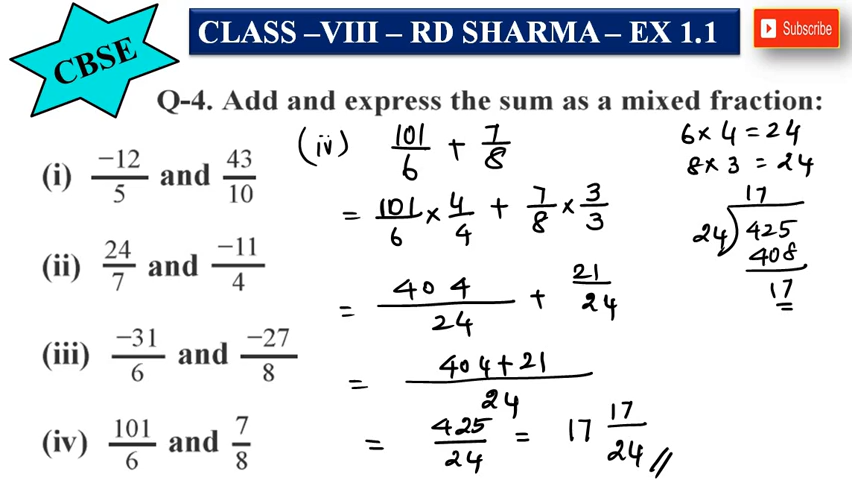 CBSE
CLASS –VIII – RD SHARMA – EX 1.1
Subscribe
Q-4. Add and express the sum as a mixed fraction:
(i) −12/5 and 43/10
(ii) 24/7 and −11/4
(iii) −31/6 and −27/8
(iv) 101/6 and 7/8
(iv) 101/6 + 7/8
= 101/6 × 4/4 + 7/8 × 3/3
= 404/24 + 21/24
= 404+21/24
= 425/24 = 17 17/24 //
6 × 4 = 24
8 × 3 = 24
17
24) 425
408
17